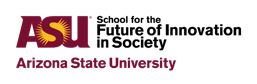 ASU School for the
Future of Innovation
in Society
Arizona State University